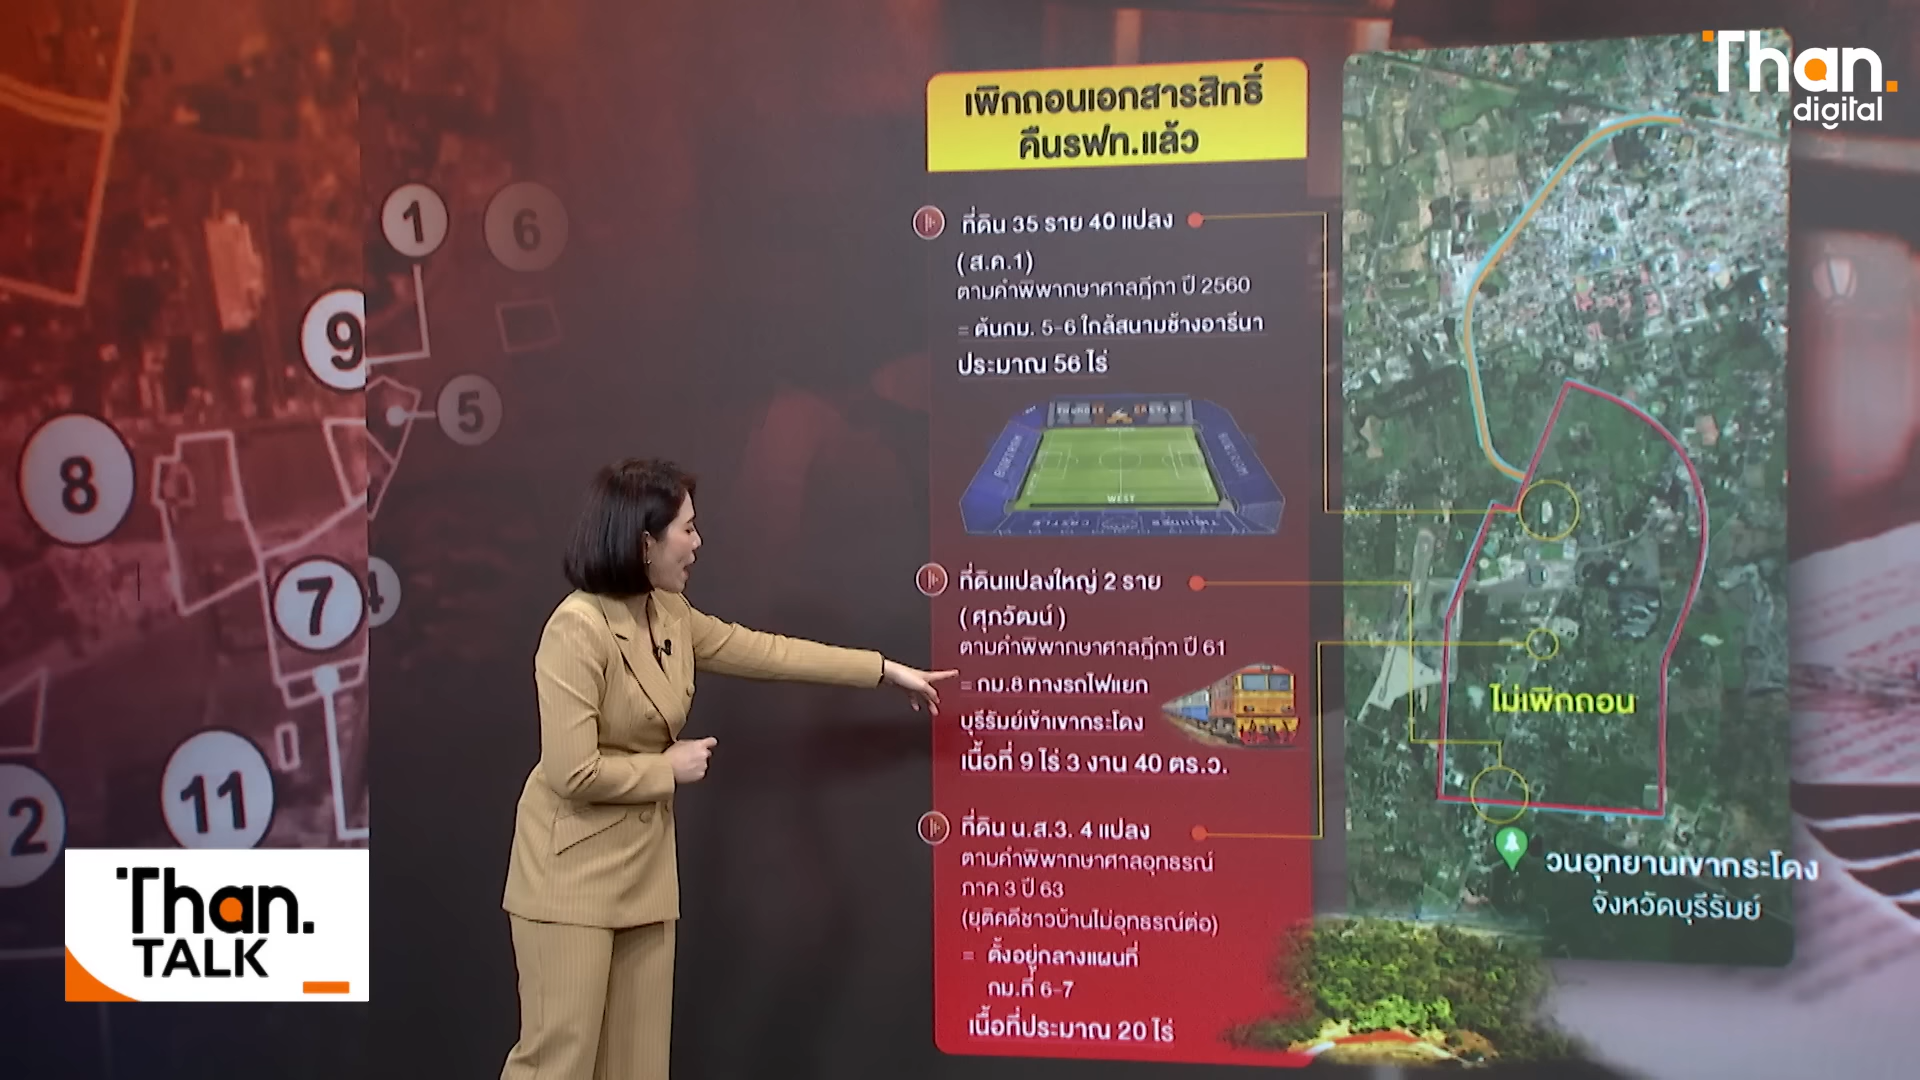 Than.
digital
เพิกถอนเอกสารสิทธิ์
คืนรฟท.แล้ว
ที่ดิน 35 ราย 40 แปลง
(ส.ค.1)
ตามคำพิพากษาศาลฎีกา ปี 2560
= ต้นกม. 5-6 ใกล้สนามช้างอารีนา
ประมาณ 56 ไร่
BURIRAM
BURIRAM
WEST
ที่ดินแปลงใหญ่ 2 ราย
( ศุภวัฒน์ )
ตามคำพิพากษาศาลฎีกา ปี 61
= กม.8 ทางรถไฟแยก
บุรีรัมย์เข้าเขากระโดง
เนื้อที่ 9 ไร่ 3 งาน 40 ตร.ว.
ที่ดิน น.ส.3. 4 แปลง
ตามคำพิพากษาศาลอุทธรณ์
ภาค 3 ปี 63
(ยุติคดีชาวบ้านไม่อุทธรณ์ต่อ)
= ตั้งอยู่กลางแผนที่
กม.ที่ 6-7
เนื้อที่ประมาณ 20 ไร่
ไม่เพิกถอน
วนอุทยานเขากระโดง
จังหวัดบุรีรัมย์
1
6
9
5
8
7
4
11
2
Than.
TALK